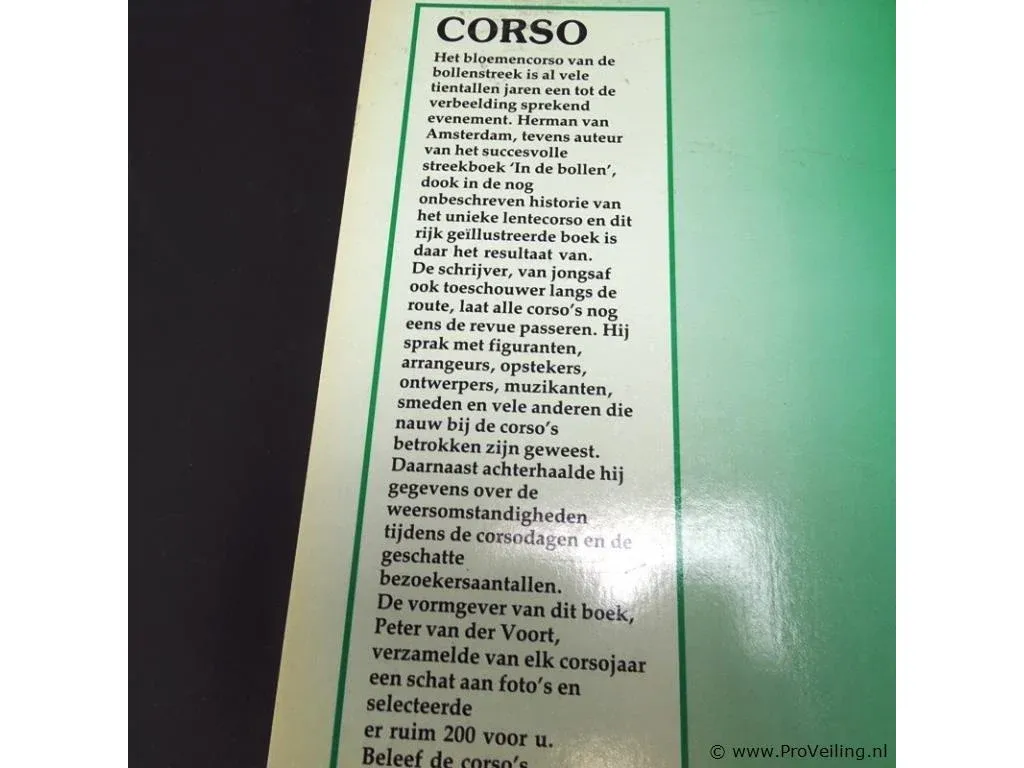 CORSO
Het bloemencorso van de
bollenstreek is al vele
tientallen jaren een tot de
verbeelding sprekend
evenement. Herman van
Amsterdam, tevens auteur
van het succesvolle
streekboek ‘In de bollen’,
dook in de nog
onbeschreven historie van
het unieke lentecorso en dit
rijk geïllustreerde boek is
daar het resultaat van.
De schrijver, van jongsaf
ook toeschouwer langs de
route, laat alle corso’s nog
eens de revue passeren. Hij
sprak met figuranten,
arrangeurs, opstekers,
ontwerpers, muzikanten,
smeden en vele anderen die
nauw bij de corso’s
betrokken zijn geweest.
Daarnaast achterhaalde hij
gegevens over de
weersomstandigheden
tijdens de corsodagen en de
geschatte
bezoekersaantallen.
De vormgever van dit boek,
Peter van der Voort,
verzamelde van elk corsojaar
een schat aan foto’s en
selecteerde
er ruim 200 voor u.
Beleef de corso’s
© www.ProVeiling.nl